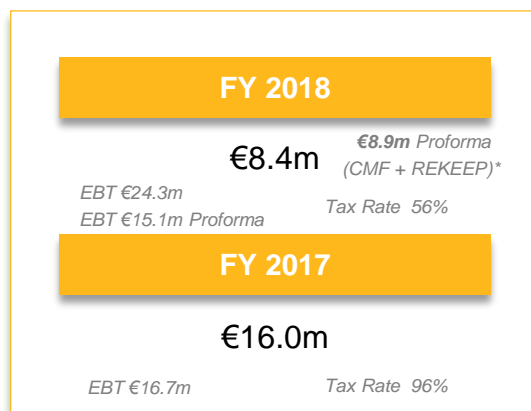 FY 2018
€8.4m
€8.9m Proforma
(CMF + REKEEP)*
EBT €24.3m
EBT €15.1m Proforma
Tax Rate 56%
FY 2017
€16.0m
EBT €16.7m
Tax Rate 96%